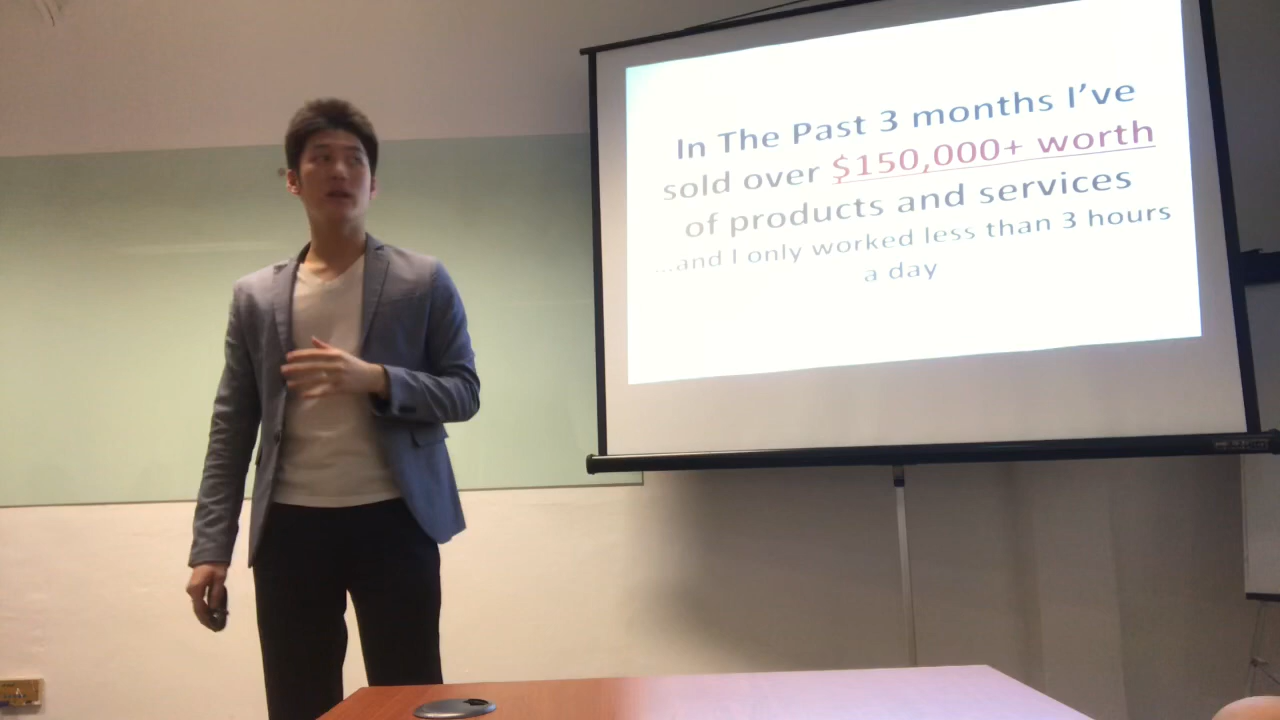 In The Past 3 months I’ve
sold over $150,000+ worth
of products and services
...and I only worked less than 3 hours
a day